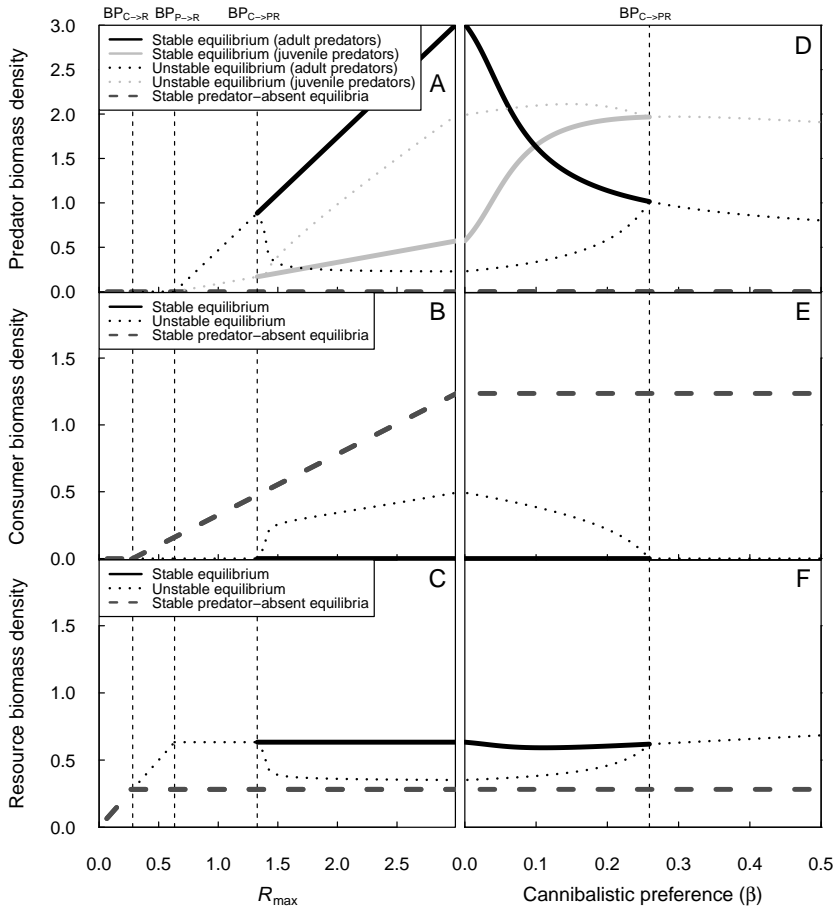 BP_C->R BP_P->R BP_C->PR BP_C->PR
Predator biomass density
3.0
2.5
2.0
1.5
1.0
0.5
0.0
Stable equilibrium (adult predators)
Stable equilibrium (juvenile predators)
Unstable equilibrium (adult predators)
Unstable equilibrium (juvenile predators)
Stable predator−absent equilibria
A
D
Consumer biomass density
1.5
1.0
0.5
0.0
Stable equilibrium
Unstable equilibrium
Stable predator−absent equilibria
B
E
Resource biomass density
1.5
1.0
0.5
0.0
Stable equilibrium
Unstable equilibrium
Stable predator−absent equilibria
C
F
0.0 0.5 1.0 1.5 2.0 2.5 0.0 0.1 0.2 0.3 0.4 0.5
R_max
Cannibalistic preference (β)